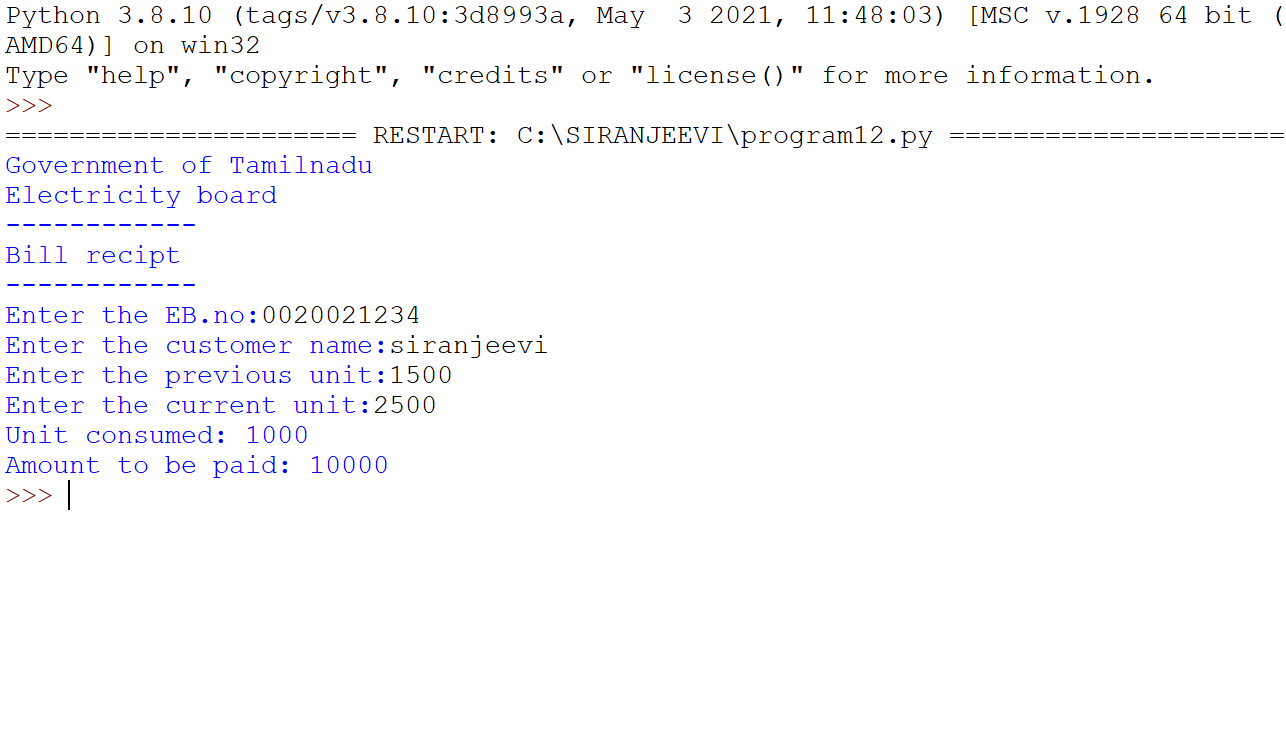 Python 3.8.10 (tags/v3.8.10:3d8993a, May  3 2021, 11:48:03) [MSC v.1928 64 bit (
AMD64)] on win32
Type "help", "copyright", "credits" or "license()" for more information.
>>>
====================== RESTART: C:\SIRANJEEVI\program12.py =====================
Government of Tamilnadu
Electricity board
------------
Bill recipt
------------
Enter the EB.no:0020021234
Enter the customer name:siranjeevi
Enter the previous unit:1500
Enter the current unit:2500
Unit consumed: 1000
Amount to be paid: 10000
>>>